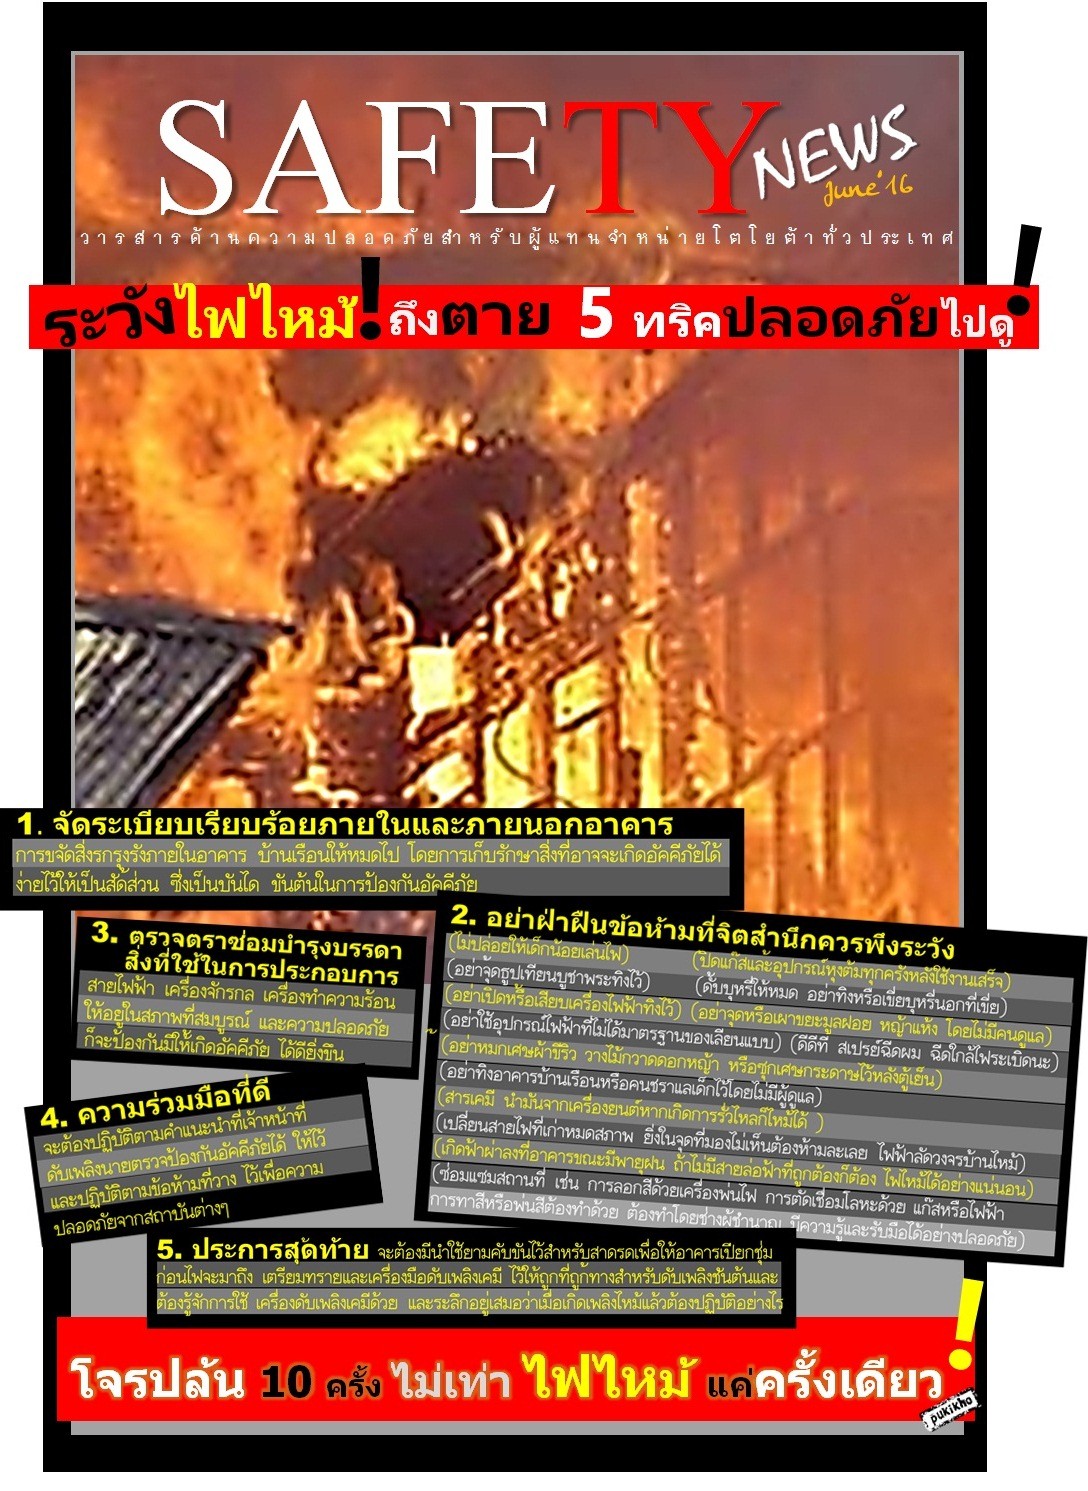 SAFETY NEWS
June'16
วารสารด้านความปลอดภัยสำหรับผู้แทนจำหน่ายโตโยต้าทั่วประเทศ
ระวังไฟไหม้! ถึงตาย 5 ทริคปลอดภัยไปดู!
1. จัดระเบียบเรียบร้อยภายในและภายนอกอาคาร
การขจัดสิ่งรกรุงรังภายในอาคาร บ้านเรือนให้หมดไป โดยการเก็บรักษาสิ่งที่อาจจะเกิดอัคคีภัยได้
ง่ายไว้ให้เป็นสัดส่วน ซึ่งเป็นบันได ขันต้นในการป้องกันอัคคีภัย
2. อย่าฝ่าฝืนข้อห้ามที่จิตสำนึกควรพึงระวัง
(ไม่ปล่อยให้เด็กน้อยเล่นไฟ) (ปิดแก๊สและอุปกรณ์หุงต้มทุกครั้งหลังใช้งานเสร็จ)
(อย่าจุดธูปเทียนบูชาพระทิ้งไว้) (ดับบุหรี่ให้หมด อย่าทิ้งหรือเขี่ยบุหรี่นอกที่เขี่ย)
(อย่าเปิดหรือเสียบเครื่องไฟฟ้าทิ้งไว้) (อย่าจุดหรือเผาขยะมูลฝอย หญ้าแห้ง โดยไม่มีคนดูแล)
(อย่าใช้อุปกรณ์ไฟฟ้าที่ไม่ได้มาตรฐานของเลียนแบบ) (ดีดีที สเปรย์ฉีดผม ฉีดใกล้ไฟระเบิดนะ)
(อย่าหมกเศษผ้าขี้ริ้ว วางไม้กวาดดอกหญ้า หรือซุกเศษกระดาษไว้หลังตู้เย็น)
(อย่าทิ้งอาคารบ้านเรือนหรือคนชราแลเด็กไว้โดยไม่มีผู้ดูแล)
(สารเคมี น้ำมันจากเครื่องยนต์หากเกิดการรั่วไหลก็ไหม้ได้ )
(เปลี่ยนสายไฟที่เก่าหมดสภาพ ยิ่งในจุดที่มองไม่เห็นต้องห้ามละเลย ไฟฟ้าลัดวงจรบ้านไหม้)
(เกิดฟ้าผ่าลงที่อาคารขณะมีพายุฝน ถ้าไม่มีสายล่อฟ้าที่ถูกต้องก็ต้อง ไฟไหม้ได้อย่างแน่นอน)
(ซ่อมแซมสถานที่ เช่น การลอกสีด้วยเครื่องพ่นไฟ การตัดเชื่อมโลหะด้วย แก๊สหรือไฟฟ้า
การทาสีหรือพ่นสีต้องทำด้วย ต้องทำโดยช่างผู้ชำนาญ มีความรู้และรับมือได้อย่างปลอดภัย)
3. ตรวจตราซ่อมบำรุงบรรดา
สิ่งที่ใช้ในการประกอบการ
สายไฟฟ้า เครื่องจักรกล เครื่องทำความร้อน
ให้อยู่ในสภาพที่สมบูรณ์ และความปลอดภัย
ก็จะป้องกันมิให้เกิดอัคคีภัย ได้ดียิ่งขึ้น
4. ความร่วมมือที่ดี
จะต้องปฏิบัติตามคำแนะนำที่เจ้าหน้าที่
ดับเพลิงนายตรวจป้องกันอัคคีภัยได้ ให้ไว้
และปฏิบัติตามข้อห้ามที่วาง ไว้เพื่อความ
ปลอดภัยจากสถาบันต่างๆ
5. ประการสุดท้าย จะต้องมีน้ำใช้ยามคับขันไว้สำหรับสาดรดเพื่อให้อาคารเปียกชุ่ม
ก่อนไฟจะมาถึง เตรียมทรายและเครื่องมือดับเพลิงเคมี ไว้ให้ถูกที่ถูกทางสำหรับดับเพลิงขั้นต้นและ
ต้องรู้จักการใช้ เครื่องดับเพลิงเคมีด้วย และระลึกอยู่เสมอว่าเมื่อเกิดเพลิงไหม้แล้วต้องปฏิบัติอย่างไร
โจรปล้น 10 ครั้ง ไม่เท่า ไฟไหม้ แค่ครั้งเดียว!
pukikho